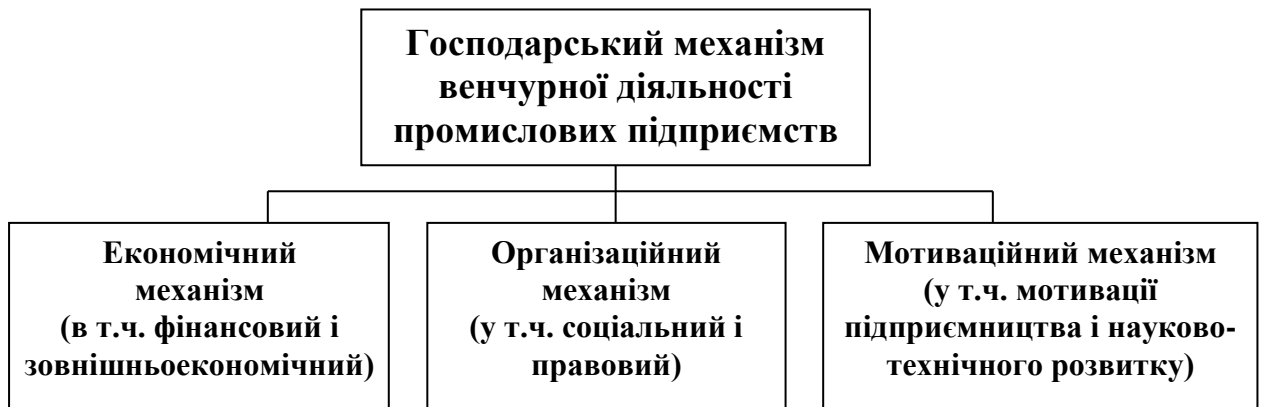 Господарський механізм
венчурної діяльності
промислових підприємств
Економічний
механізм
(в т.ч. фінансовий і
зовнішньоекономічний)
Організаційний
механізм
(у т.ч. соціальний і
правовий)
Мотиваційний механізм
(у т.ч. мотивації
підприємництва і науково-
технічного розвитку)